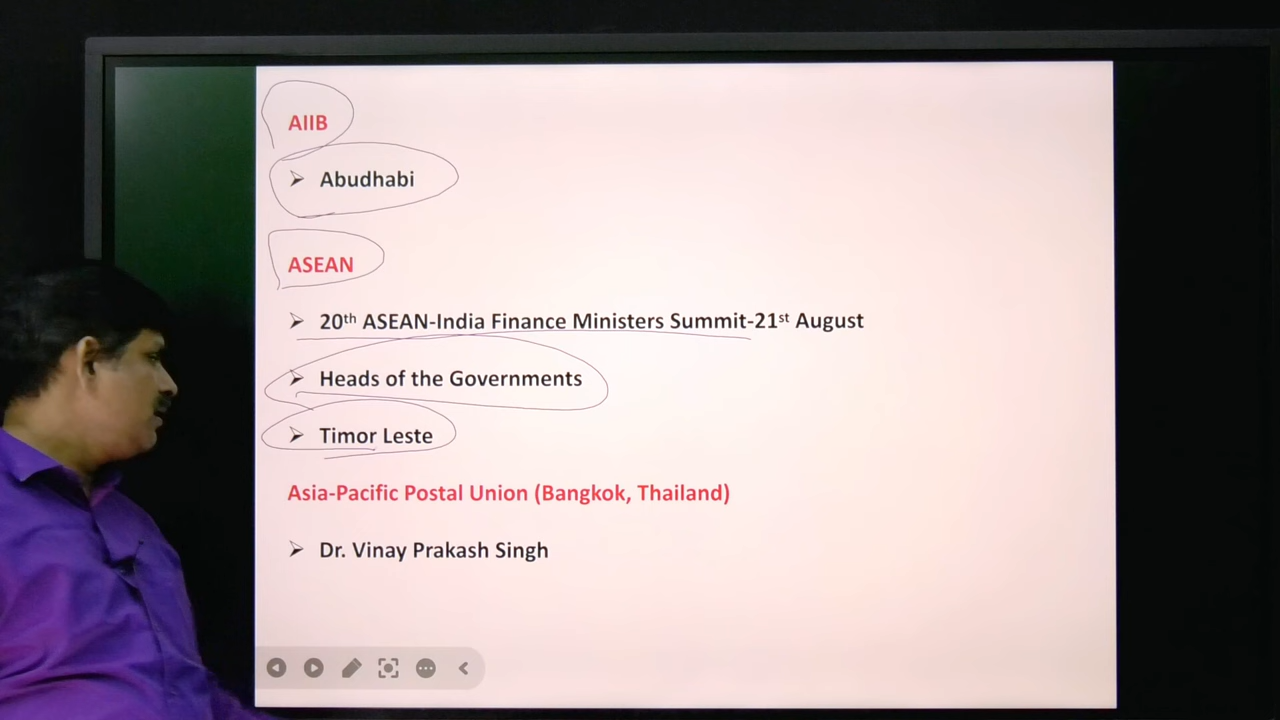 AIIB
➢ Abudhabi
ASEAN
➢ 20th ASEAN-India Finance Ministers Summit-21st August
➢ Heads of the Governments
➢ Timor Leste
Asia-Pacific Postal Union (Bangkok, Thailand)
➢ Dr. Vinay Prakash Singh